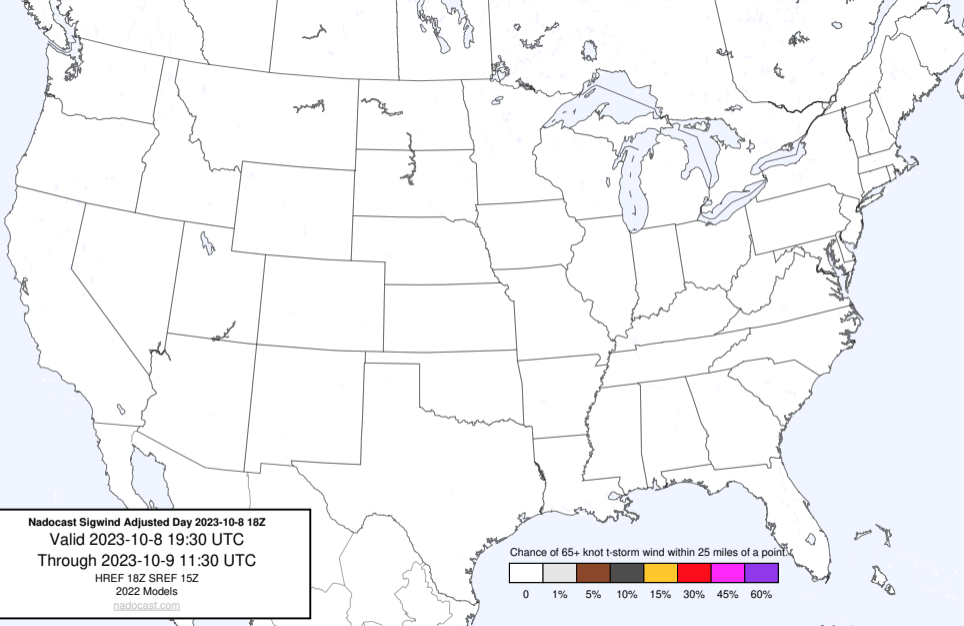 Nadocast Sigwind Adjusted Day 2023-10-8 18Z
Valid 2023-10-8 19:30 UTC
Through 2023-10-9 11:30 UTC
HREF 18Z SREF 15Z
2022 Models
nadocast.com
Chance of 65+ knot t-storm wind within 25 miles of a point.
0 1% 5% 10% 15% 30% 45% 60%